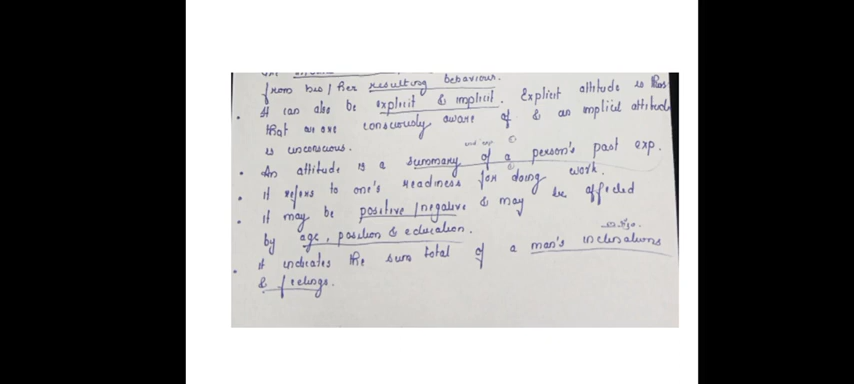 from his/her resulting behaviour.
• It can also be explicit & implicit. Explicit attitude is those
that we are consciously aware of & an implicit attitude
is unconscious.
• An attitude is a summary of a person's past exp.
• it refers to one's readiness for doing work.
• it may be positive/negative & may be affected
by age, position & education.
• it indicates the sum total of a man's inclinations
& feelings.